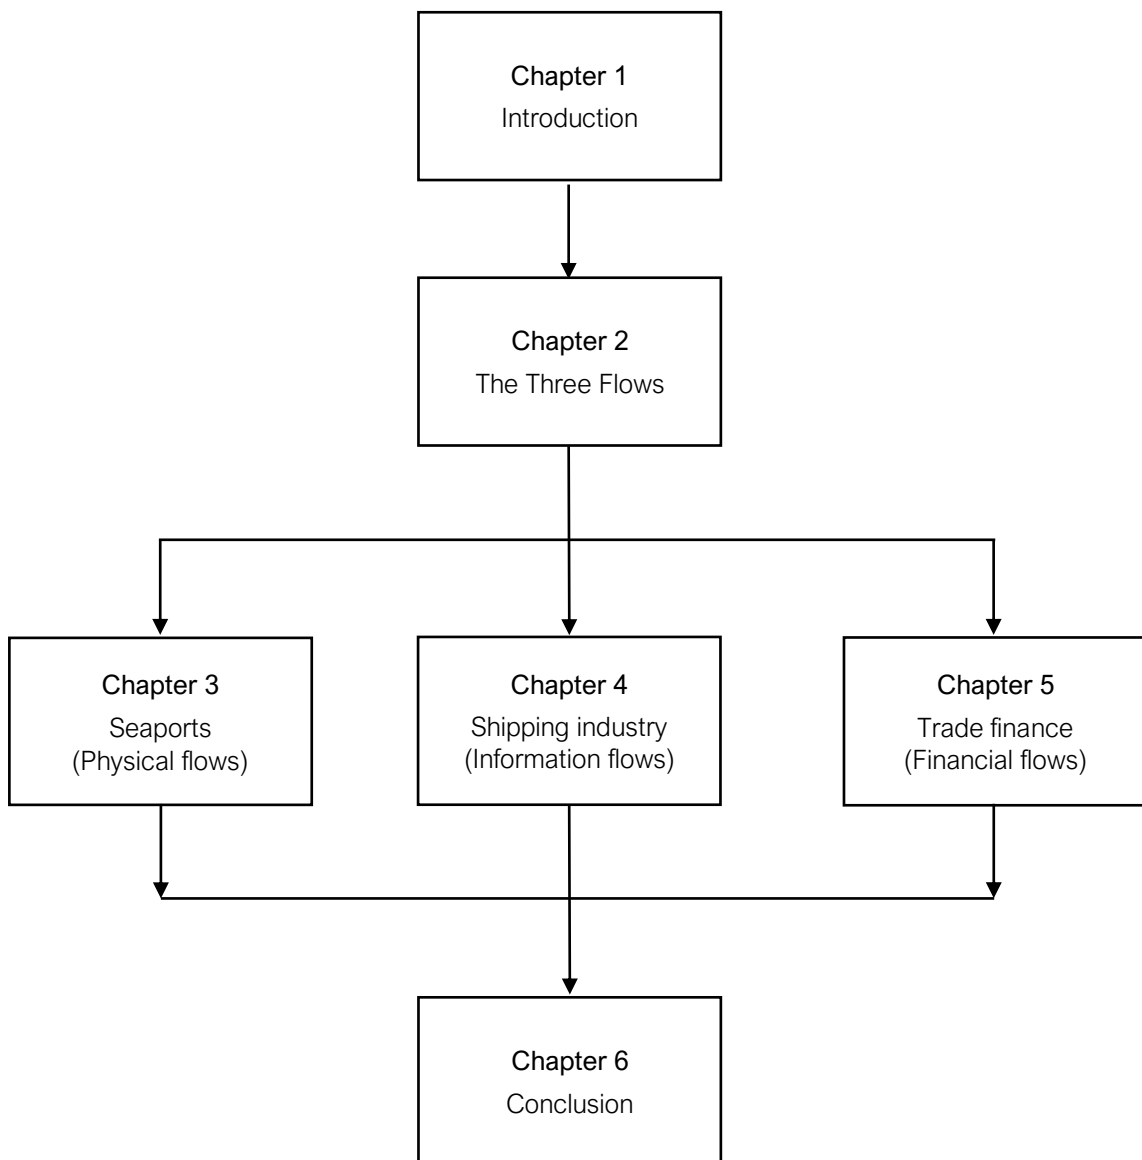 Chapter 1
Introduction
Chapter 2
The Three Flows
Chapter 3
Seaports
(Physical flows)
Chapter 4
Shipping industry
(Information flows)
Chapter 5
Trade finance
(Financial flows)
Chapter 6
Conclusion